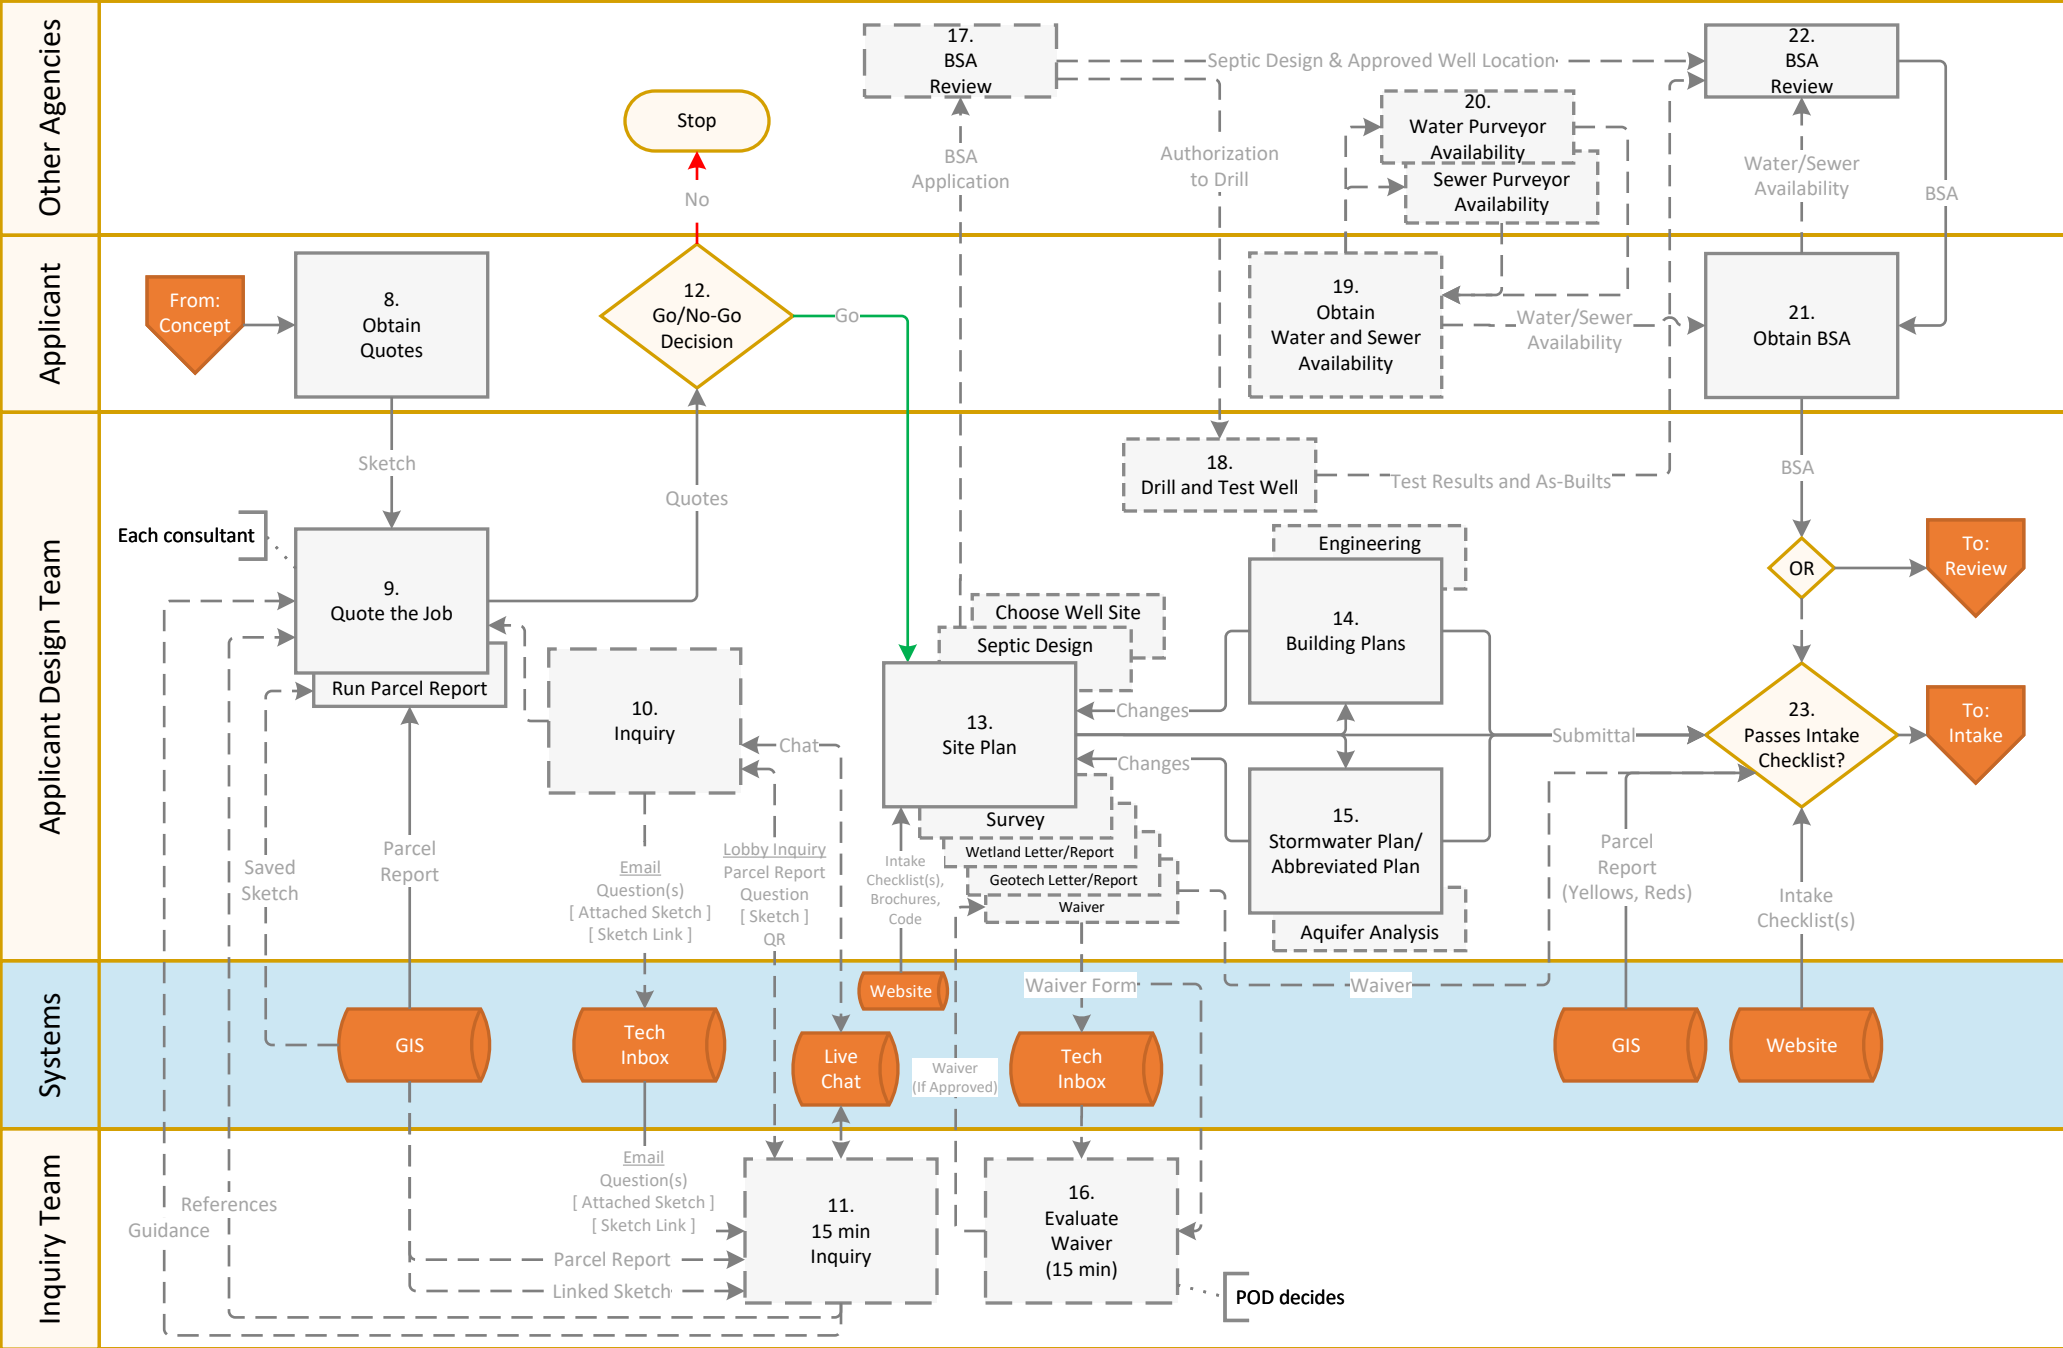 Other Agencies
17.
BSA
Review
Septic Design & Approved Well Location
22.
BSA
Review
Stop
No
BSA
Application
Authorization
to Drill
20.
Water Purveyor
Availability
Sewer Purveyor
Availability
Water/Sewer
Availability
BSA
Applicant
From:
Concept
8.
Obtain
Quotes
12.
Go/No-Go
Decision
Go
19.
Obtain
Water and Sewer
Availability
Water/Sewer
Availability
21.
Obtain BSA
Applicant Design Team
Sketch
Quotes
18.
Drill and Test Well
Test Results and As-Builts
BSA
Each consultant
9.
Quote the Job
Run Parcel Report
10.
Inquiry
Chat
Choose Well Site
Septic Design
13.
Site Plan
Survey
Wetland Letter/Report
Geotech Letter/Report
Waiver
Engineering
14.
Building Plans
Changes
Changes
15.
Stormwater Plan/
Abbreviated Plan
Aquifer Analysis
Submittal
OR
To:
Review
23.
Passes Intake
Checklist?
To:
Intake
Saved
Sketch
Parcel
Report
Email
Question(s)
[ Attached Sketch ]
[ Sketch Link ]
Lobby Inquiry
Parcel Report
Question
[ Sketch ]
QR
Intake
Checklist(s),
Brochures,
Code
Parcel
Report
(Yellows, Reds)
Intake
Checklist(s)
Systems
GIS
Tech
Inbox
Live
Chat
Website
Waiver Form
Waiver
Waiver
(If Approved)
Tech
Inbox
GIS
Website
Inquiry Team
References
Guidance
Email
Question(s)
[ Attached Sketch ]
[ Sketch Link ]
Parcel Report
Linked Sketch
11.
15 min
Inquiry
16.
Evaluate
Waiver
(15 min)
POD decides